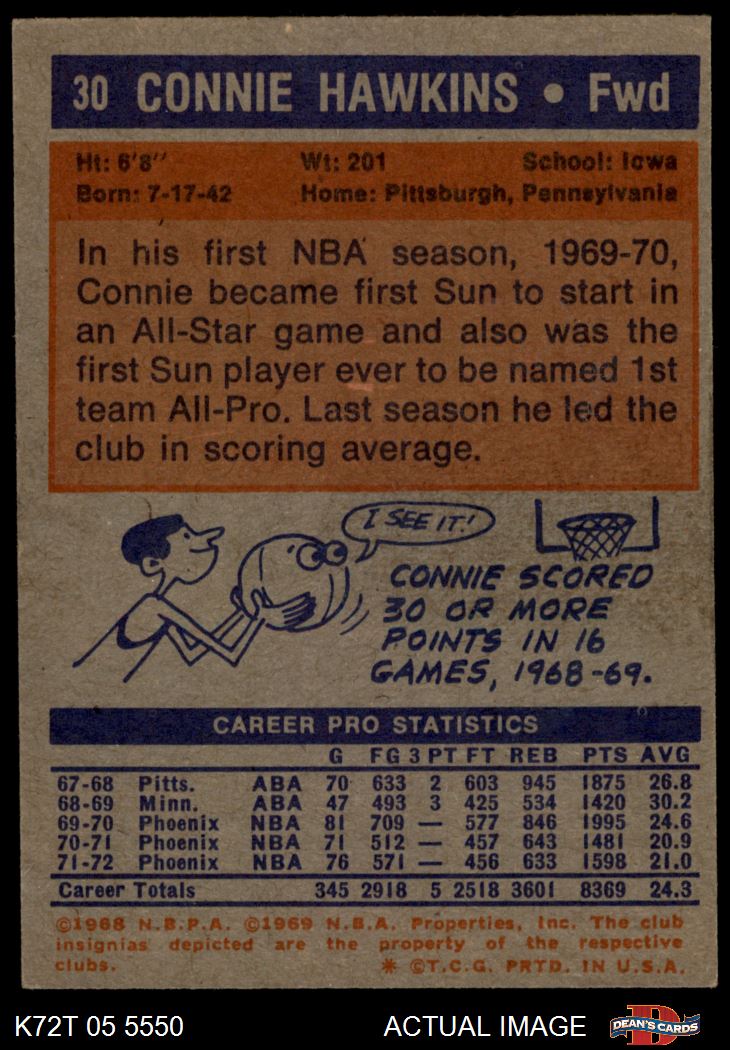 30 CONNIE HAWKINS • Fwd
Ht: 6'8" Wt: 201 School: Iowa
Born: 7-17-42 Home: Pittsburgh, Pennsylvania
In his first NBA season, 1969-70,
Connie became first Sun to start in
an All-Star game and also was the
first Sun player ever to be named 1st
team All-Pro. Last season he led the
club in scoring average.
I SEE IT!
CONNIE SCORED
30 OR MORE
POINTS IN 16
GAMES, 1968-69.
CAREER PRO STATISTICS
G FG 3 PT FT REB PTS AVG
67-68 Pitts. ABA 70 633 2 603 945 1875 26.8
68-69 Minn. ABA 47 493 3 425 534 1420 30.2
69-70 Phoenix NBA 81 709 — 577 846 1995 24.6
70-71 Phoenix NBA 71 512 — 457 643 1481 20.9
71-72 Phoenix NBA 76 571 — 456 633 1598 21.0
Career Totals 345 2918 5 2518 3601 8369 24.3
©1968 N.B.P.A. ©1969 N.B.A. Properties, Inc. The club
insignias depicted are the property of the respective
clubs. * ©T.C.G. PRTD. IN U.S.A.
K72T 05 5550 ACTUAL IMAGE D DEAN'S CARDS